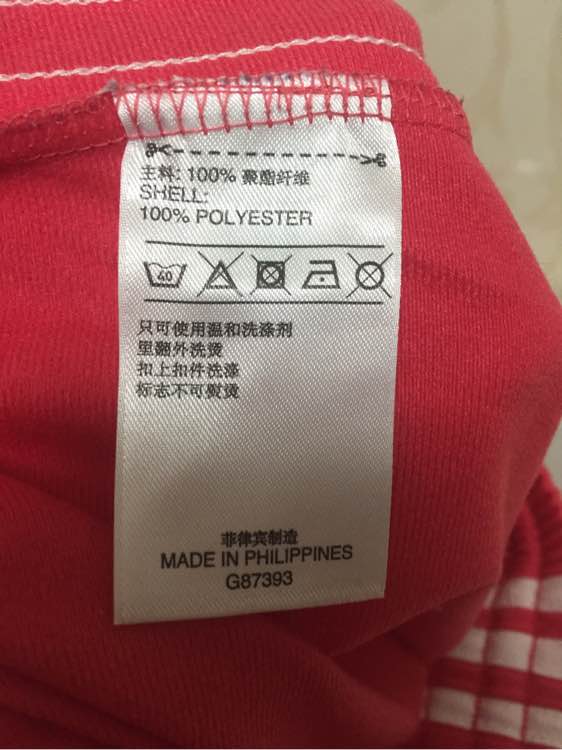 主料: 100% 聚酯纤维
SHELL:
100% POLYESTER
40
只可使用温和洗涤剂
里翻外洗烫
扣上扣件洗涤
标志不可熨烫
菲律宾制造
MADE IN PHILIPPINES
G87393